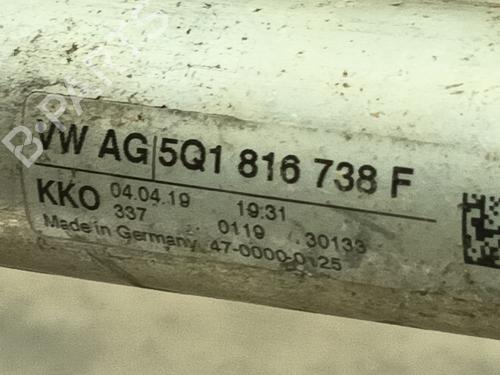 B-PARTS
VW AG 5Q1 816 738 F
KKO 04.04.19 19:31
337 0119 30133
Made in Germany 47-0000-0125